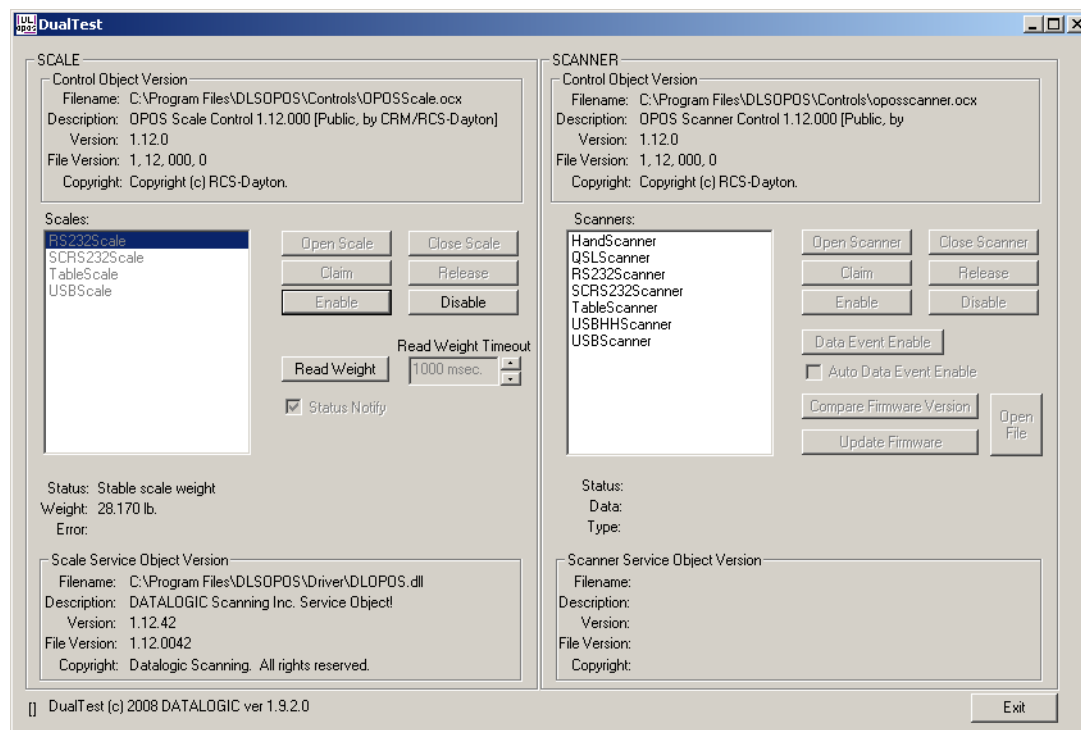 UL
opos
DualTest
SCALE
Control Object Version
Filename: C:\Program Files\DLSOPOS\Controls\OPOSScale.ocx
Description: OPOS Scale Control 1.12.000 [Public, by CRM/RCS-Dayton]
Version: 1.12.0
File Version: 1, 12, 000, 0
Copyright: Copyright (c) RCS-Dayton.
Scales:
RS232Scale
SCRS232Scale
TableScale
USBScale
Open Scale
Close Scale
Claim
Release
Enable
Disable
Read Weight Timeout
Read Weight
1000 msec.
Status Notify
Status: Stable scale weight
Weight: 28.170 lb.
Error:
Scale Service Object Version
Filename: C:\Program Files\DLSOPOS\Driver\DLOPOS.dll
Description: DATALOGIC Scanning Inc. Service Object!
Version: 1.12.42
File Version: 1.12.0042
Copyright: Datalogic Scanning. All rights reserved.
SCANNER
Control Object Version
Filename: C:\Program Files\DLSOPOS\Controls\oposscanner.ocx
Description: OPOS Scanner Control 1.12.000 [Public, by
Version: 1.12.0
File Version: 1, 12, 000, 0
Copyright: Copyright (c) RCS-Dayton.
Scanners:
HandScanner
QSLScanner
RS232Scanner
SCRS232Scanner
TableScanner
USBHHScanner
USBScanner
Open Scanner
Close Scanner
Claim
Release
Enable
Disable
Data Event Enable
Auto Data Event Enable
Compare Firmware Version
Update Firmware
Open
File
Status:
Data:
Type:
Scanner Service Object Version
Filename:
Description:
Version:
File Version:
Copyright:
[] DualTest (c) 2008 DATALOGIC ver 1.9.2.0
Exit